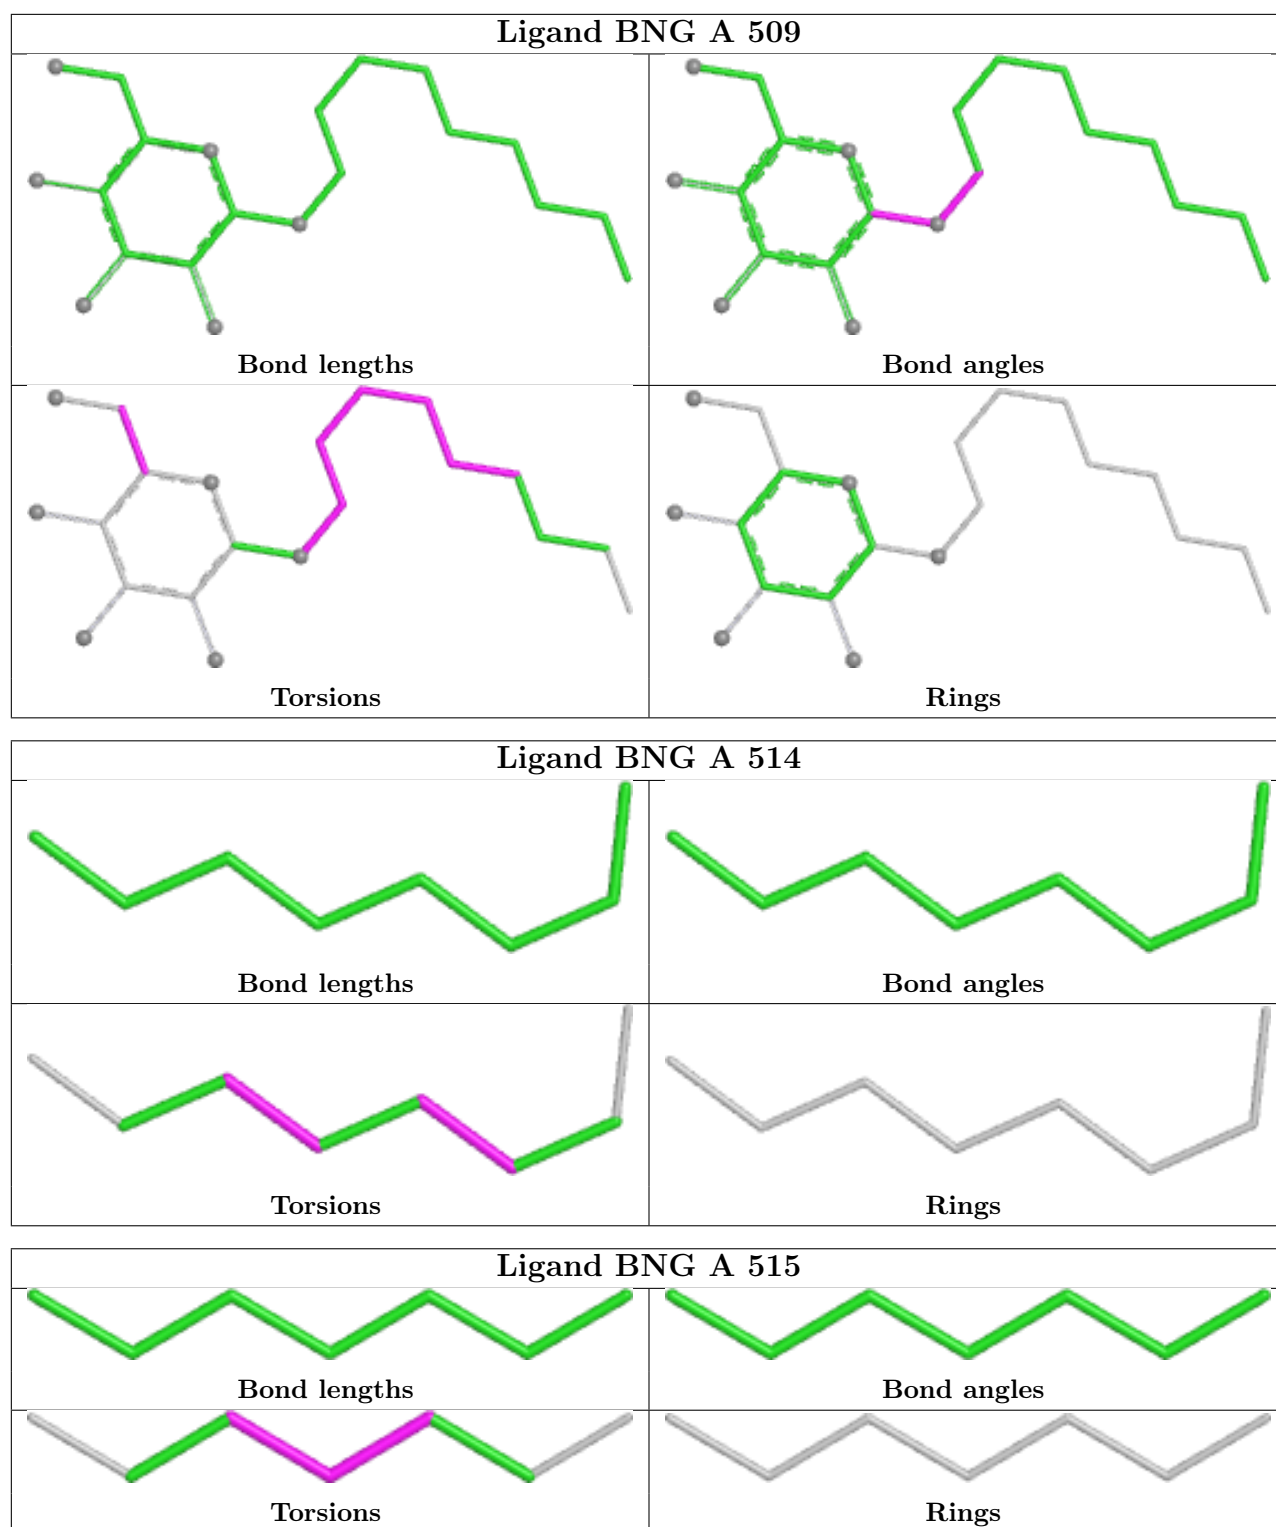 Ligand BNG A 509
Bond lengths
Bond angles
Torsions
Rings
Ligand BNG A 514
Bond lengths
Bond angles
Torsions
Rings
Ligand BNG A 515
Bond lengths
Bond angles
Torsions
Rings